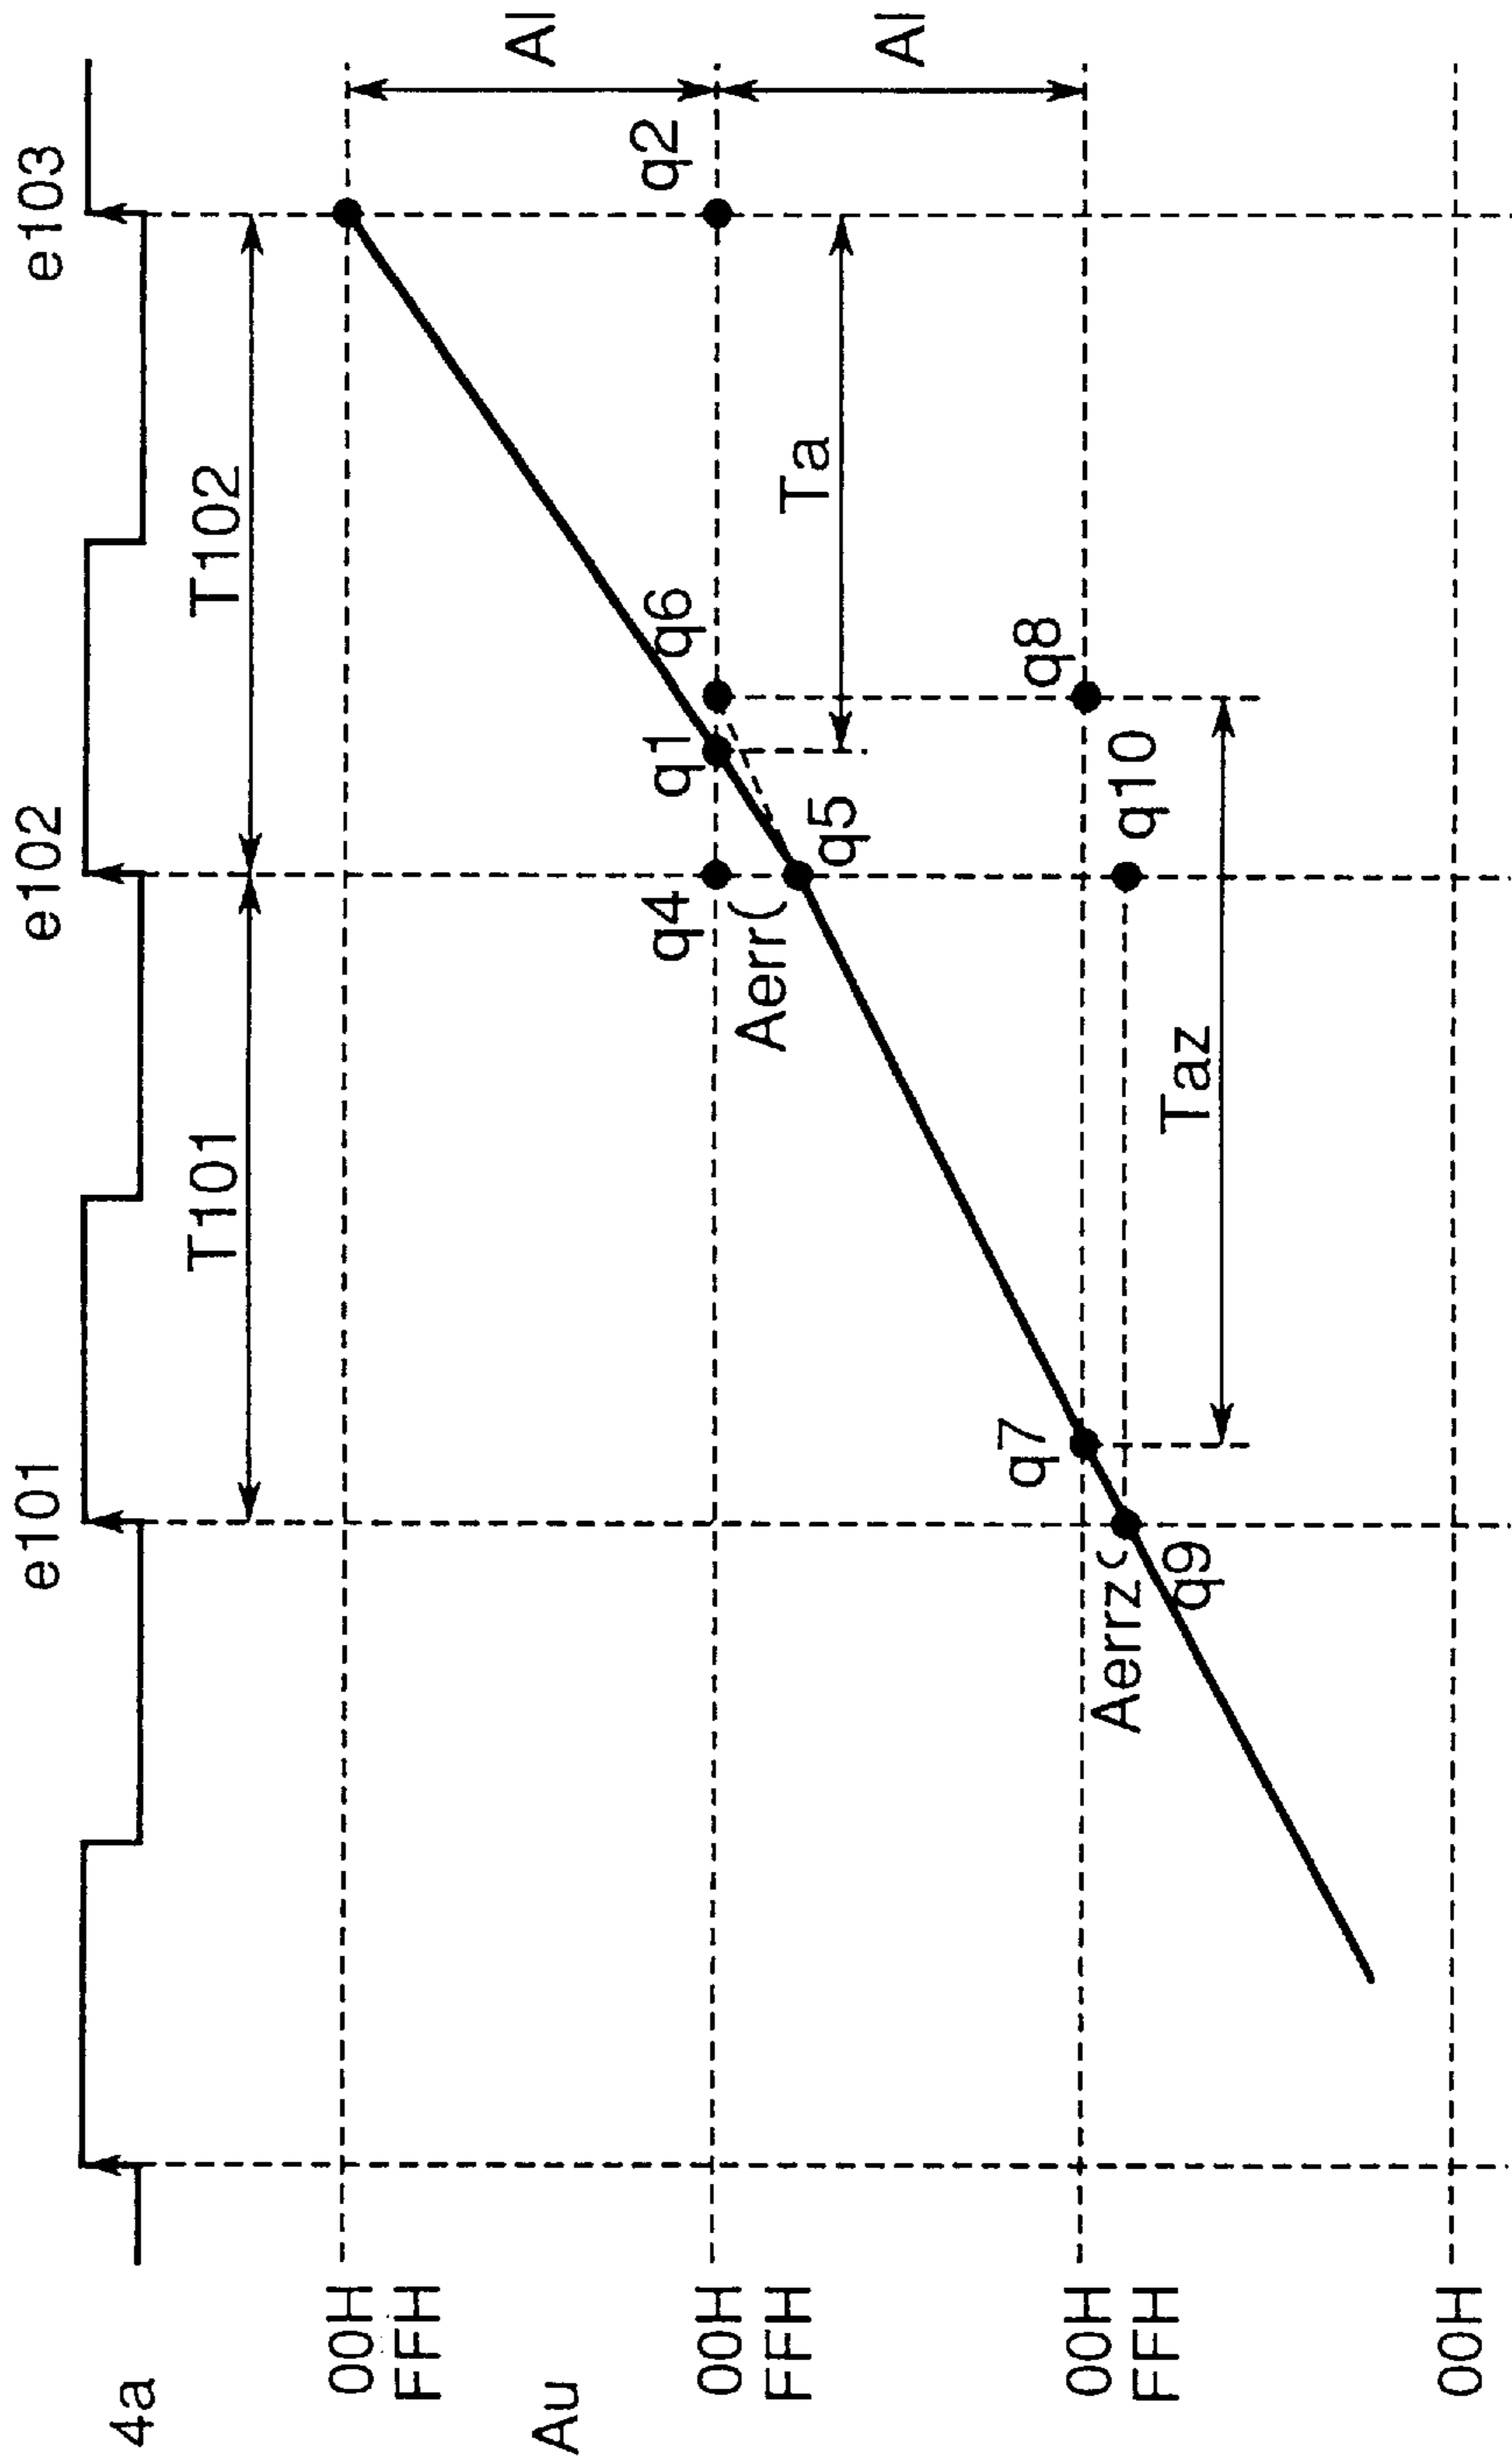 4a
e101
e102
e103
T101
T102
00H
FFH
Au
Al
q4
q1
q6
q2
00H
FFH
Aerr
q5
Ta
Al
q7
q8
00H
FFH
Aerrz
q9
q10
Taz
00H